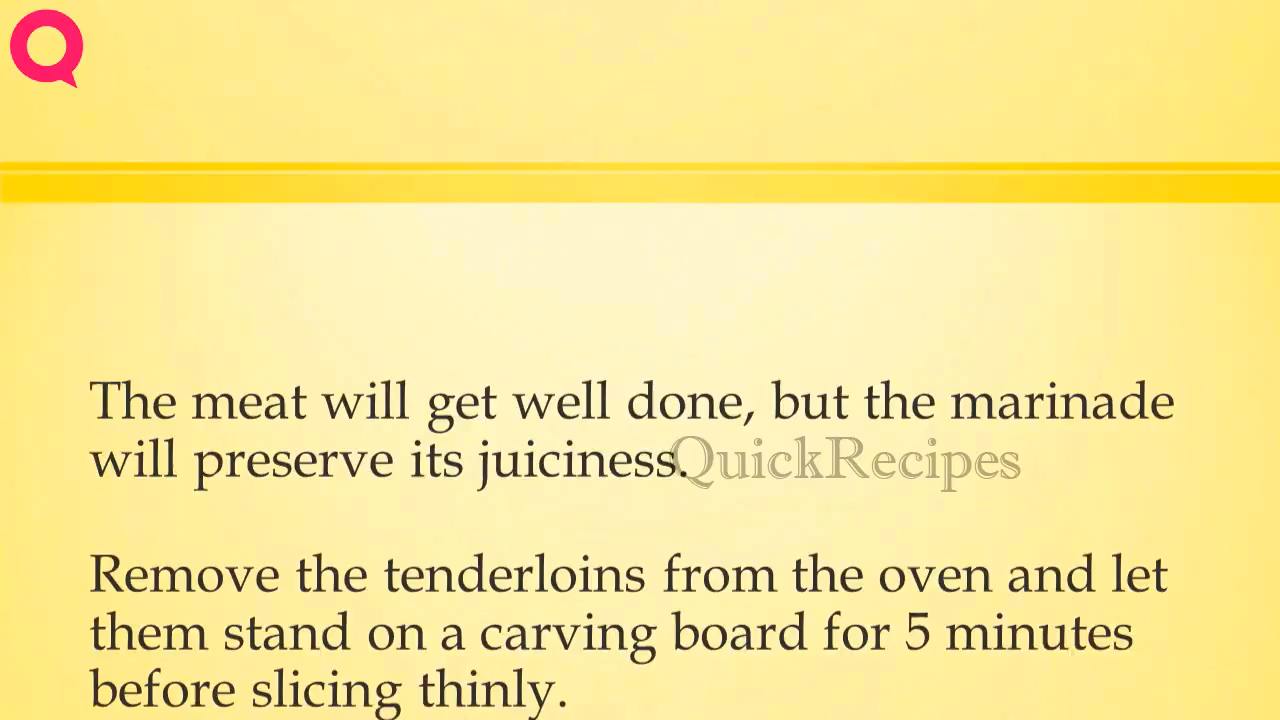 The meat will get well done, but the marinade
will preserve its juiciness.
QuickRecipes
Remove the tenderloins from the oven and let
them stand on a carving board for 5 minutes
before slicing thinly.